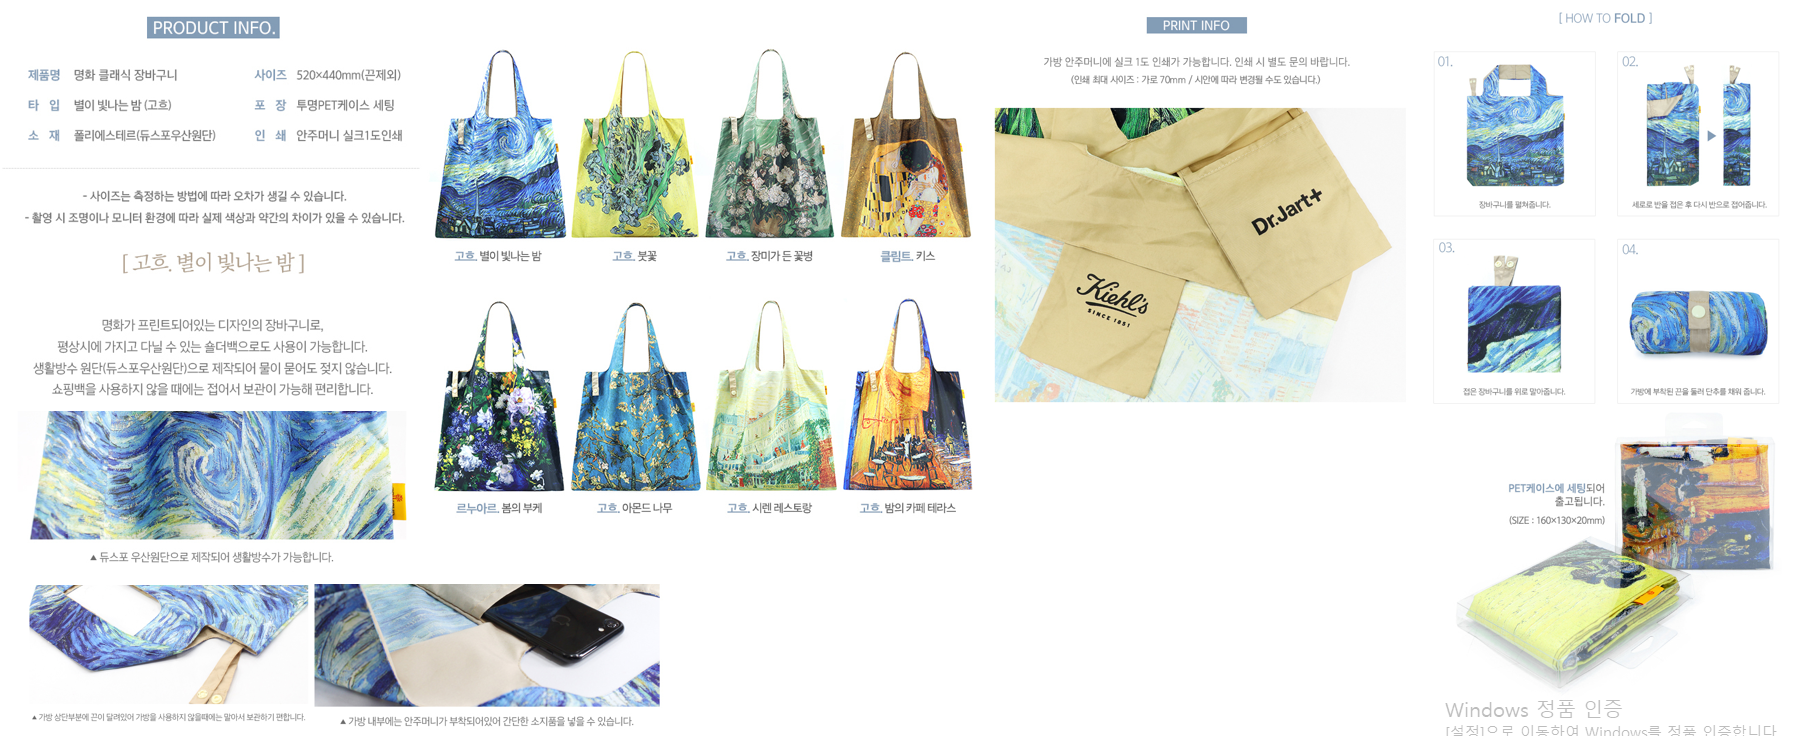 PRODUCT INFO.
제품명 명화 클래식 장바구니
사이즈 520×440mm(끈제외)
타 입 별이 빛나는 밤 (고흐)
포 장 투명PET케이스 세팅
소 재 폴리에스테르(듀스포우산원단)
인 쇄 안주머니 실크1도인쇄
- 사이즈는 측정하는 방법에 따라 오차가 생길 수 있습니다.
- 촬영 시 조명이나 모니터 환경에 따라 실제 색상과 약간의 차이가 있을 수 있습니다.
[ 고흐. 별이 빛나는 밤 ]
명화가 프린트되어있는 디자인의 장바구니로,
평상시에 가지고 다닐 수 있는 숄더백으로도 사용이 가능합니다.
생활방수 원단(듀스포우산원단)으로 제작되어 물이 묻어도 젖지 않습니다.
쇼핑백을 사용하지 않을 때에는 접어서 보관이 가능해 편리합니다.
▲ 듀스포 우산원단으로 제작되어 생활방수가 가능합니다.
▲ 가방 상단부분에 끈이 달려있어 가방을 사용하지 않을때에는 말아서 보관하기 편합니다.
▲ 가방 내부에는 안주머니가 부착되어있어 간단한 소지품을 넣을 수 있습니다.
고흐. 별이 빛나는 밤
고흐. 붓꽃
고흐. 장미가 든 꽃병
클림트. 키스
르누아르. 봄의 부케
고흐. 아몬드 나무
고흐. 시렌 레스토랑
고흐. 밤의 카페 테라스
PRINT INFO
가방 안주머니에 실크 1도 인쇄가 가능합니다. 인쇄 시 별도 문의 바랍니다.
(인쇄 최대 사이즈 : 가로 70mm / 시안에 따라 변경될 수도 있습니다.)
Dr.Jart+
Kiehl's
SINCE 1851
[ HOW TO FOLD ]
01.
장바구니를 펼쳐줍니다.
02.
세로로 반을 접은 후 다시 반으로 접어줍니다.
03.
접은 장바구니를 위로 말아줍니다.
04.
가방에 부착된 끈을 둘러 단추를 채워 줍니다.
PET케이스에 세팅되어
출고됩니다.
(SIZE : 160×130×20mm)
Windows 정품 인증
[설정]으로 이동하여 Windows를 정품 인증합니다